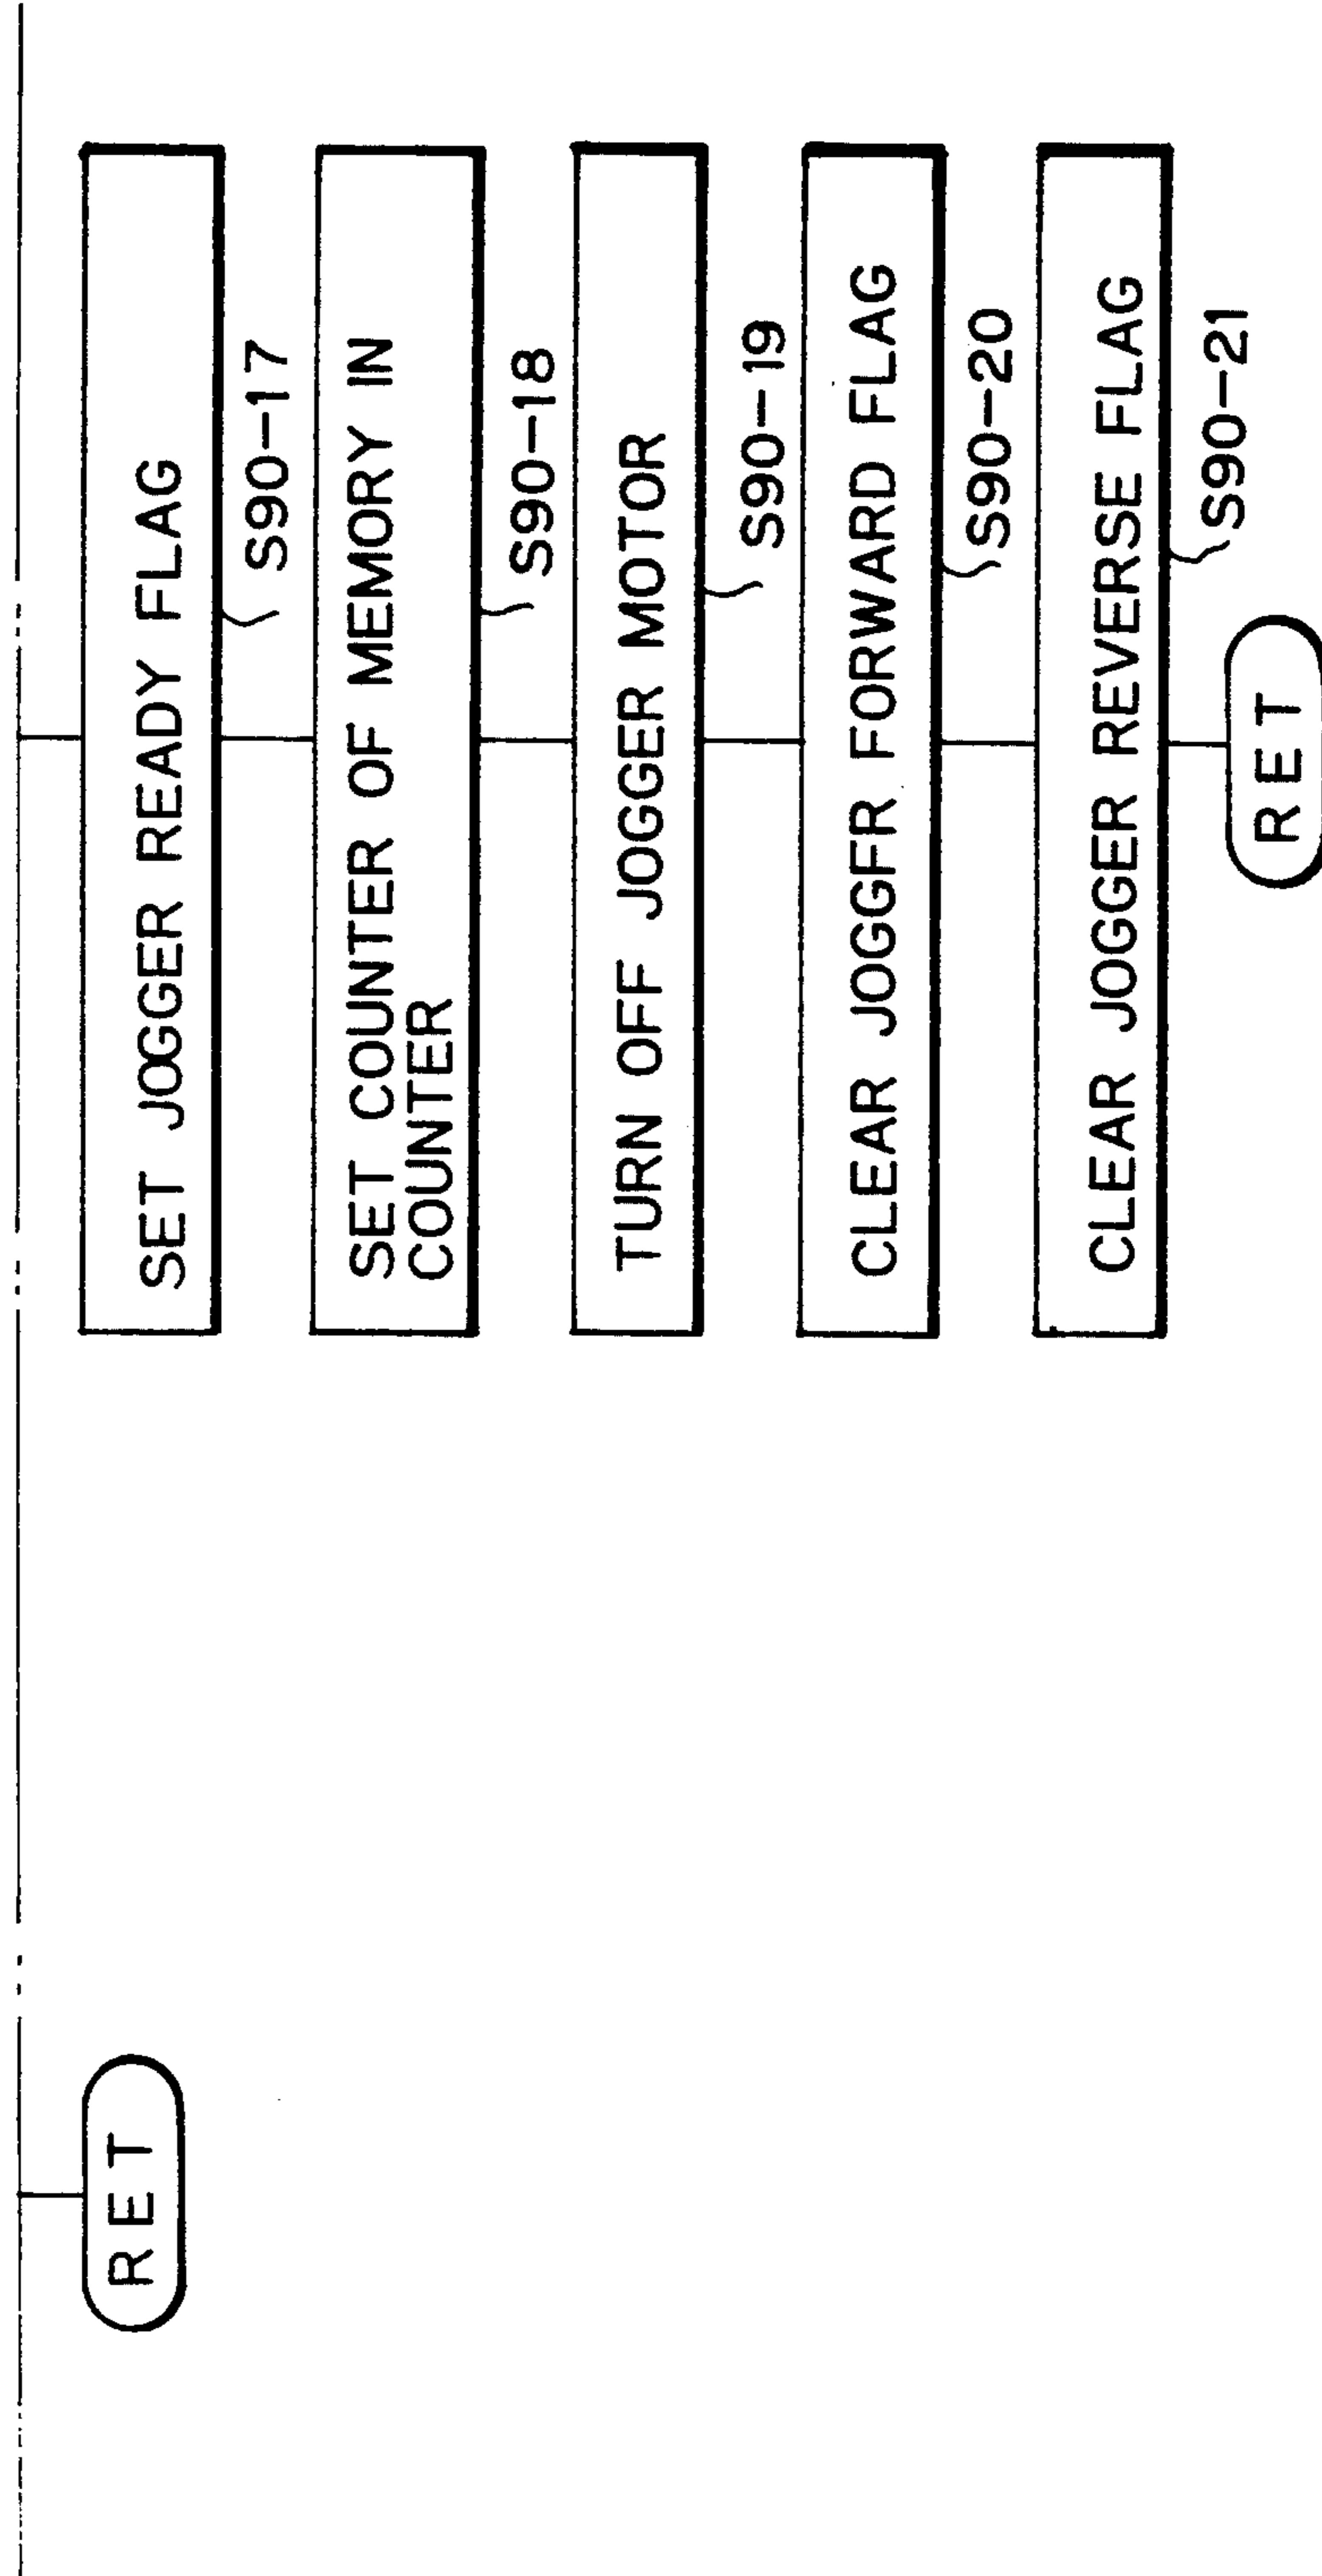 RET
SET JOGGER READY FLAG
S90-17
SET COUNTER OF MEMORY IN
COUNTER
S90-18
TURN OFF JOGGER MOTOR
S90-19
CLEAR JOGGFR FORWARD FLAG
S90-20
CLEAR JOGGER REVERSE FLAG
S90-21
RET